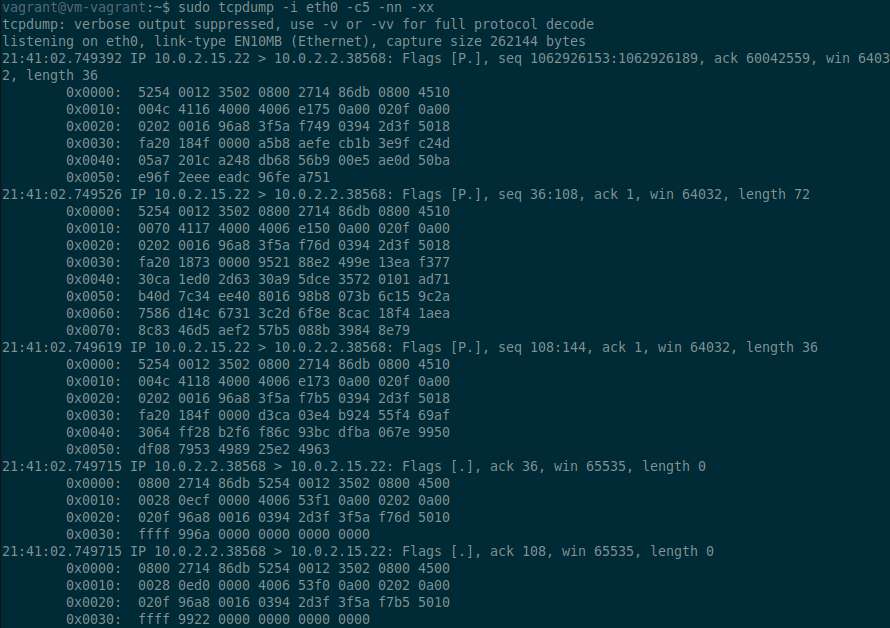 vagrant@vm-vagrant:~$ sudo tcpdump -i eth0 -c5 -nn -xx
tcpdump: verbose output suppressed, use -v or -vv for full protocol decode
listening on eth0, link-type EN10MB (Ethernet), capture size 262144 bytes
21:41:02.749392 IP 10.0.2.15.22 > 10.0.2.2.38568: Flags [P.], seq 1062926153:1062926189, ack 60042559, win 6403
2, length 36
0x0000:  5254 0012 3502 0800 2714 86db 0800 4510
0x0010:  004c 4116 4000 4006 e175 0a00 020f 0a00
0x0020:  0202 0016 96a8 3f5a f749 0394 2d3f 5018
0x0030:  fa20 184f 0000 a5b8 aefe cb1b 3e9f c24d
0x0040:  05a7 201c a248 db68 56b9 00e5 ae0d 50ba
0x0050:  e96f 2eee eadc 96fe a751
21:41:02.749526 IP 10.0.2.15.22 > 10.0.2.2.38568: Flags [P.], seq 36:108, ack 1, win 64032, length 72
0x0000:  5254 0012 3502 0800 2714 86db 0800 4510
0x0010:  0070 4117 4000 4006 e150 0a00 020f 0a00
0x0020:  0202 0016 96a8 3f5a f76d 0394 2d3f 5018
0x0030:  fa20 1873 0000 9521 88e2 499e 13ea f377
0x0040:  30ca 1ed0 2d63 30a9 5dce 3572 0101 ad71
0x0050:  b40d 7c34 ee40 8016 98b8 073b 6c15 9c2a
0x0060:  7586 d14c 6731 3c2d 6f8e 8cac 18f4 1aea
0x0070:  8c83 46d5 aef2 57b5 088b 3984 8e79
21:41:02.749619 IP 10.0.2.15.22 > 10.0.2.2.38568: Flags [P.], seq 108:144, ack 1, win 64032, length 36
0x0000:  5254 0012 3502 0800 2714 86db 0800 4510
0x0010:  004c 4118 4000 4006 e173 0a00 020f 0a00
0x0020:  0202 0016 96a8 3f5a f7b5 0394 2d3f 5018
0x0030:  fa20 184f 0000 d3ca 03e4 b924 55f4 69af
0x0040:  3064 ff28 b2f6 f86c 93bc dfba 067e 9950
0x0050:  df08 7953 4989 25e2 4963
21:41:02.749715 IP 10.0.2.2.38568 > 10.0.2.15.22: Flags [.], ack 36, win 65535, length 0
0x0000:  0800 2714 86db 5254 0012 3502 0800 4500
0x0010:  0028 0ecf 0000 4006 53f1 0a00 0202 0a00
0x0020:  020f 96a8 0016 0394 2d3f 3f5a f76d 5010
0x0030:  ffff 996a 0000 0000 0000 0000
21:41:02.749715 IP 10.0.2.2.38568 > 10.0.2.15.22: Flags [.], ack 108, win 65535, length 0
0x0000:  0800 2714 86db 5254 0012 3502 0800 4500
0x0010:  0028 0ed0 0000 4006 53f0 0a00 0202 0a00
0x0020:  020f 96a8 0016 0394 2d3f 3f5a f7b5 5010
0x0030:  ffff 9922 0000 0000 0000 0000